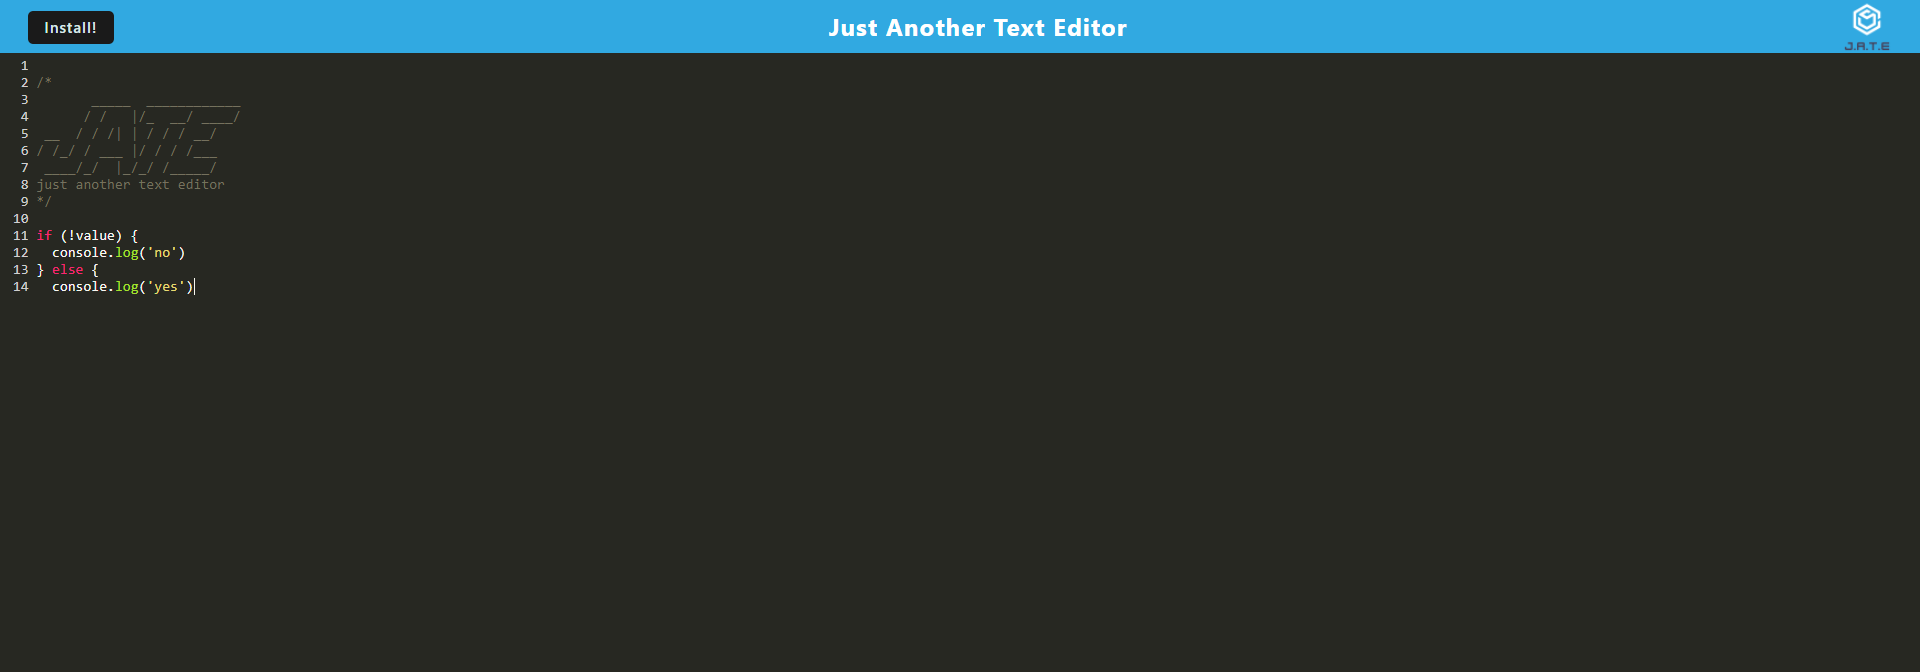 Install!
Just Another Text Editor
J.A.T.E
1
2 /*
3        _____  ____________
4       / /   |/_  __/ ____/
5  __  / / /| | / / / __/
6 / /_/ / ___ |/ / / /___
7  ____/_/  |_/_/ /_____/
8 just another text editor
9 */
10
11 if (!value) {
12   console.log('no')
13 } else {
14   console.log('yes')